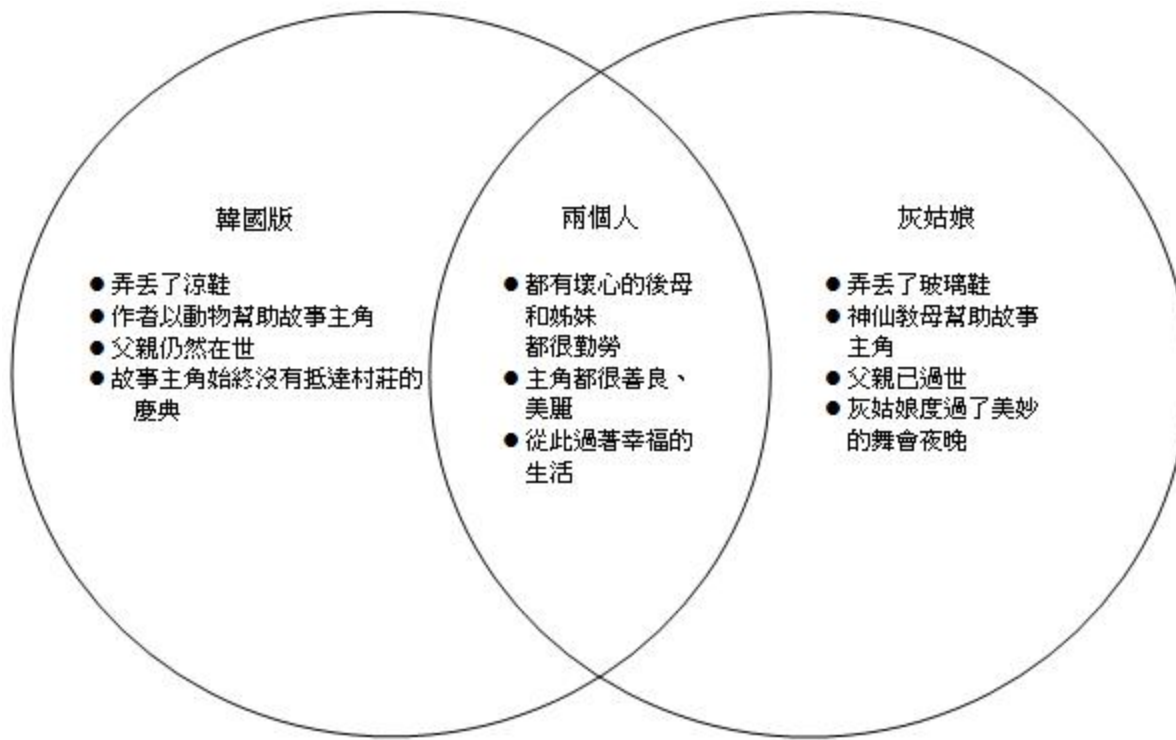 韓國版
● 弄丟了涼鞋
● 作者以動物幫助故事主角
● 父親仍然在世
● 故事主角始終沒有抵達村莊的
慶典
兩個人
● 都有壞心的後母
和姊妹
都很勤勞
● 主角都很善良、
美麗
● 從此過著幸福的
生活
灰姑娘
● 弄丟了玻璃鞋
● 神仙教母幫助故事
主角
● 父親已過世
● 灰姑娘度過了美妙
的舞會夜晚